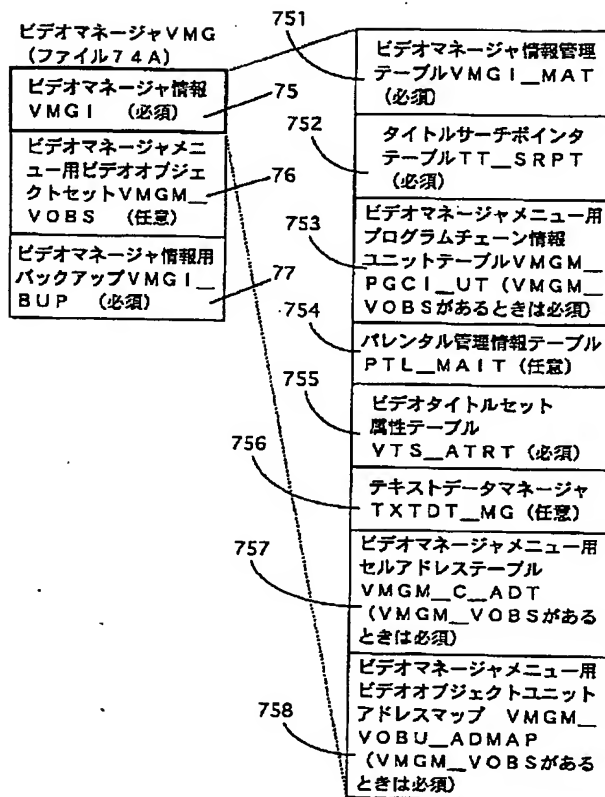 ビデオマネージャVMG
(ファイル74A)
ビデオマネージャ情報
VMGI (必須)
75
ビデオマネージャメニ
ュー用ビデオオブジェ
クトセットVMGM__
VOBS (任意)
76
ビデオマネージャ情報用
バックアップVMGI__
BUP (必須)
77
751
ビデオマネージャ情報管理
テーブルVMGI__MAT
(必須)
752
タイトルサーチポインタ
テーブルTT__SRPT
(必須)
753
ビデオマネージャメニュー用
プログラムチェーン情報
ユニットテーブルVMGM__
PGCI__UT (VMGM__
VOBSがあるときは必須)
754
パレンタル管理情報テーブル
PTL__MAIT (任意)
755
ビデオタイトルセット
属性テーブル
VTS__ATRT (必須)
756
テキストデータマネージャ
TXTDT__MG (任意)
757
ビデオマネージャメニュー用
セルアドレステーブル
VMGM__C__ADT
(VMGM__VOBSがある
ときは必須)
758
ビデオマネージャメニュー用
ビデオオブジェクトユニット
アドレスマップ VMGM__
VOBU__ADMAP
(VMGM__VOBSがある
ときは必須)